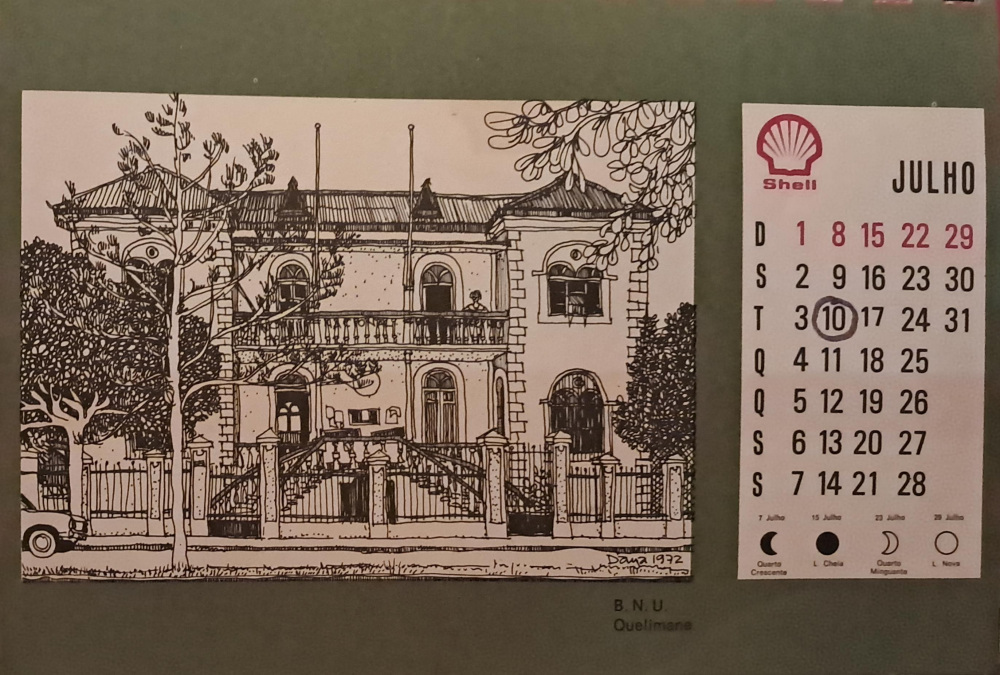 Shell
JULHO
D 1 8 15 22 29
S 2 9 16 23 30
T 3 10 17 24 31
Q 4 11 18 25
Q 5 12 19 26
S 6 13 20 27
S 7 14 21 28
7 Julho 15 Julho 23 Julho 29 Julho
Quarto Crescente
L. Cheia
Quarto Minguante
L. Nova
Dana 1972
B. N. U.
Quelimane